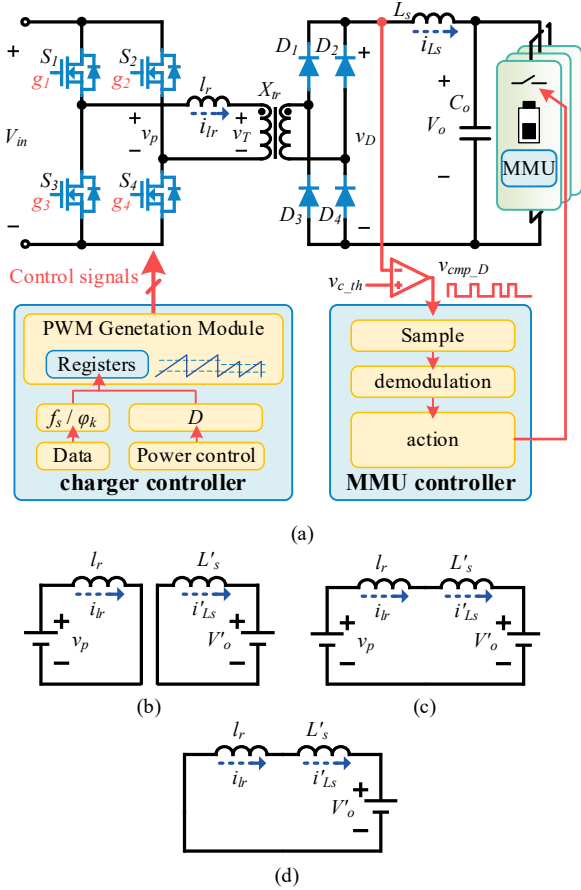 S1 S2 D1 D2 Ls
g1 g2 iLs
lr Xtr
Vin vp ilr vT vD Co Vo
S3 S4 MMU
g3 g4 D3 D4
Control signals vc_th vcmp_D
PWM Genetation Module Sample
Registers
demodulation
fs / φk D
action
Data Power control
charger controller MMU controller
(a)
lr L's lr L's
ilr i'Ls ilr i'Ls
vp V'o vp V'o
(b) (c)
lr L's
ilr i'Ls
V'o
(d)